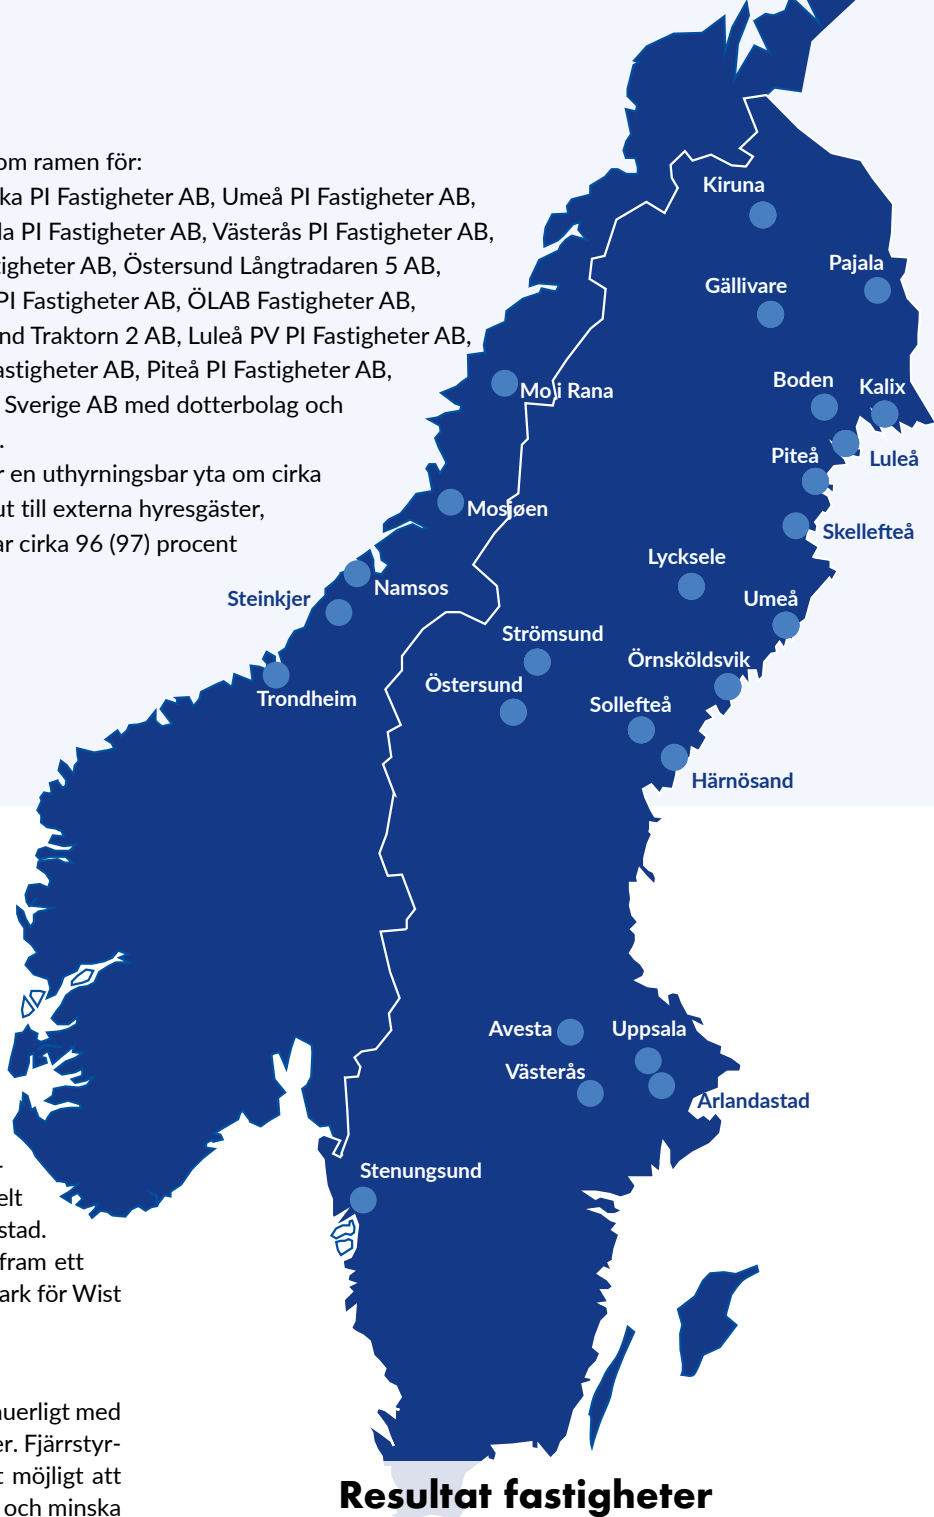 om ramen för:
ka PI Fastigheter AB, Umeå PI Fastigheter AB,
la PI Fastigheter AB, Västerås PI Fastigheter AB,
tigheter AB, Östersund Långtradaren 5 AB,
PI Fastigheter AB, ÖLAB Fastigheter AB,
nd Traktorn 2 AB, Luleå PV PI Fastigheter AB,
astigheter AB, Piteå PI Fastigheter AB,
Sverige AB med dotterbolag och
.
r en uthyrningsbar yta om cirka
ut till externa hyresgäster,
ar cirka 96 (97) procent
Kiruna
Pajala
Gällivare
Mo i Rana
Boden
Kalix
Piteå
Luleå
Mosjøen
Skellefteå
Lycksele
Namsos
Steinkjer
Umeå
Strömsund
Örnsköldsvik
Östersund
Trondheim
Sollefteå
Härnösand
Avesta
Uppsala
Västerås
Arlandastad
Stenungsund
-
elt
stad.
fram ett
ark för Wist
nuerligt med
er. Fjärrstyr-
t möjligt att
och minska
Resultat fastigheter